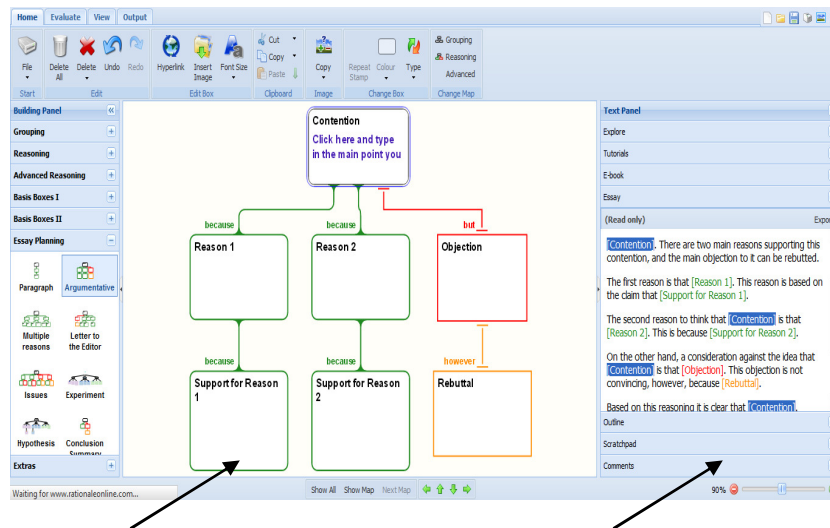 Home Evaluate View Output
File Delete All Delete Undo Redo Hyperlink Insert Image Font Size Cut Copy Paste Copy Repeat Stamp Colour Type Grouping Reasoning Advanced
Start Edit Edit Box Clipboard Image Change Box Change Map
Building Panel
Grouping
Reasoning
Advanced Reasoning
Basis Boxes I
Basis Boxes II
Essay Planning
Paragraph Argumentative
Multiple reasons Letter to the Editor
Issues Experiment
Hypothesis Conclusion Summary
Extras
Waiting for www.rationaleonline.com...
Contention
Click here and type
in the main point you
because because but
Reason 1 Reason 2 Objection
because because however
Support for Reason 1
Support for Reason 2
Rebuttal
Show All Show Map Next Map
Text Panel
Explore
Tutorials
E-book
Essay
(Read only) Expor
[Contention]. There are two main reasons supporting this
contention, and the main objection to it can be rebutted.
The first reason is that [Reason 1]. This reason is based on
the claim that [Support for Reason 1].
The second reason to think that [Contention] is that
[Reason 2]. This is because [Support for Reason 2].
On the other hand, a consideration against the idea that
[Contention] is that [Objection]. This objection is not
convincing, however, because [Rebuttal].
Based on this reasoning it is clear that [Contention].
Outline
Scratchpad
Comments
90%